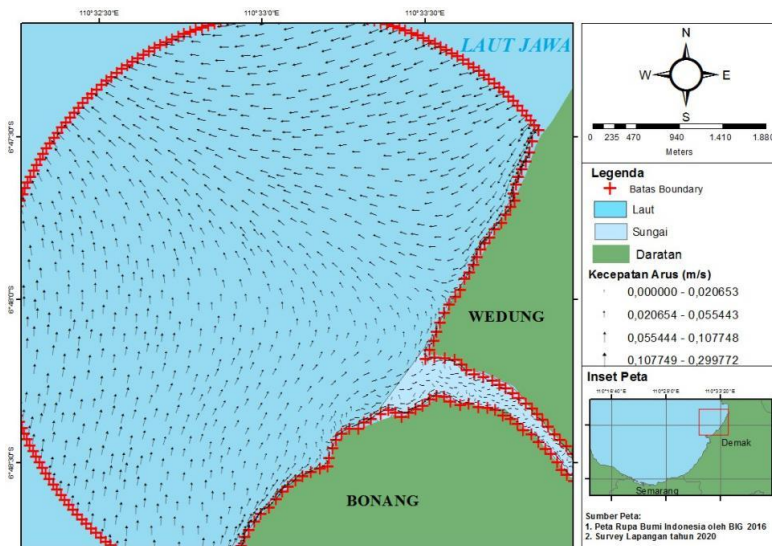 110°32'30"E 110°33'0"E 110°33'30"E
LAUT JAWA
6°47'30"S
6°48'0"S
6°48'30"S
WEDUNG
BONANG
N
W E
S
0 235 470 940 1.410 1.880
Meters
Legenda
Batas Boundary
Laut
Sungai
Daratan
Kecepatan Arus (m/s)
0,000000 - 0,020653
0,020654 - 0,055443
0,055444 - 0,107748
0,107749 - 0,299772
Inset Peta
110°33'20"E
Demak
Semarang
Sumber Peta:
1. Peta Rupa Bumi Indonesia oleh BIG 2016
2. Survey Lapangan tahun 2020